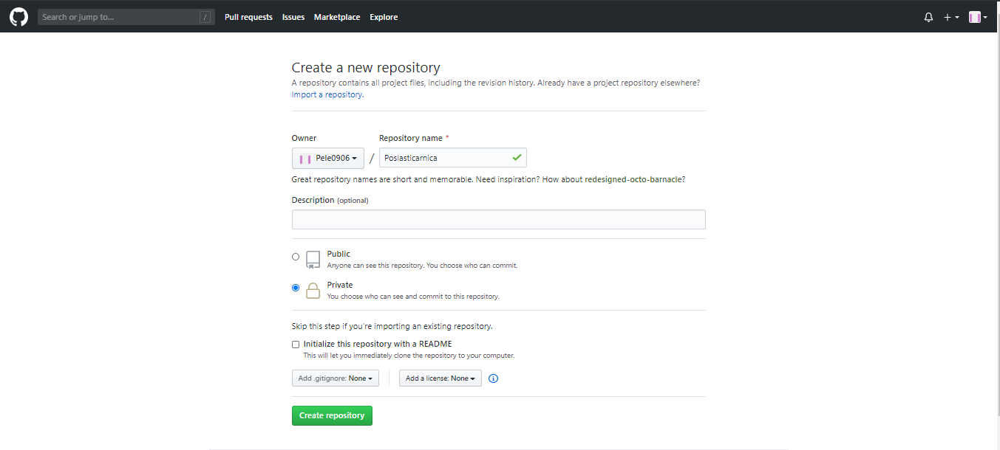 Search or jump to... /
Pull requests Issues Marketplace Explore
Create a new repository
A repository contains all project files, including the revision history. Already have a project repository elsewhere?
Import a repository.
Owner Repository name *
Pele0906 / Poslasticarnica
Great repository names are short and memorable. Need inspiration? How about redesigned-octo-barnacle?
Description (optional)
Public
Anyone can see this repository. You choose who can commit.
Private
You choose who can see and commit to this repository.
Skip this step if you're importing an existing repository.
Initialize this repository with a README
This will let you immediately clone the repository to your computer.
Add .gitignore: None Add a license: None
Create repository